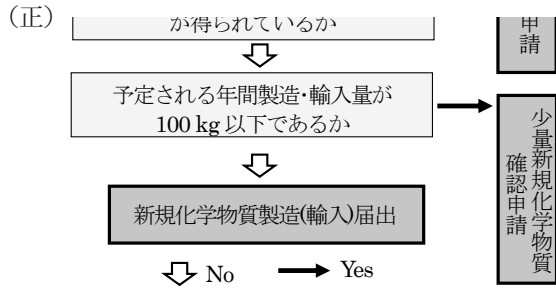 (正)
が得られているか
申請
予定される年間製造･輸入量が
100 kg 以下であるか
少量新規化学物質
確認申請
新規化学物質製造(輸入)届出
No
Yes